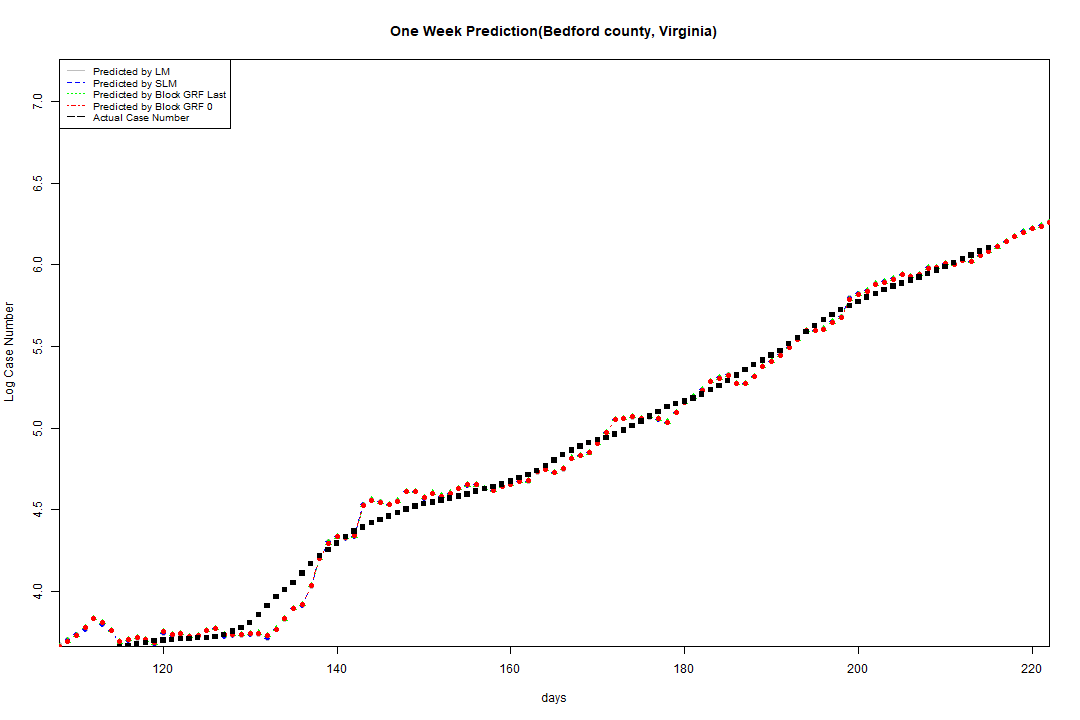 One Week Prediction(Bedford county, Virginia)
Predicted by LM
Predicted by SLM
Predicted by Block GRF Last
Predicted by Block GRF 0
Actual Case Number
7.0
6.5
6.0
5.5
5.0
4.5
4.0
Log Case Number
120 140 160 180 200 220
days